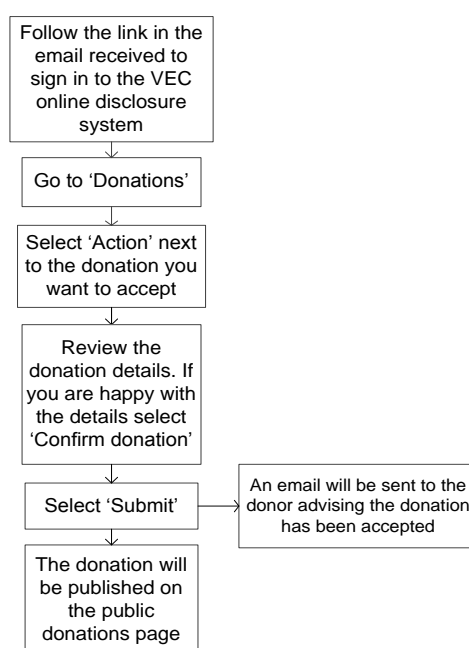 Follow the link in the
email received to
sign in to the VEC
online disclosure
system
Go to ‘Donations’
Select ‘Action’ next
to the donation you
want to accept
Review the
donation details. If
you are happy with
the details select
‘Confirm donation’
Select ‘Submit’
An email will be sent to the
donor advising the donation
has been accepted
The donation will
be published on
the public
donations page